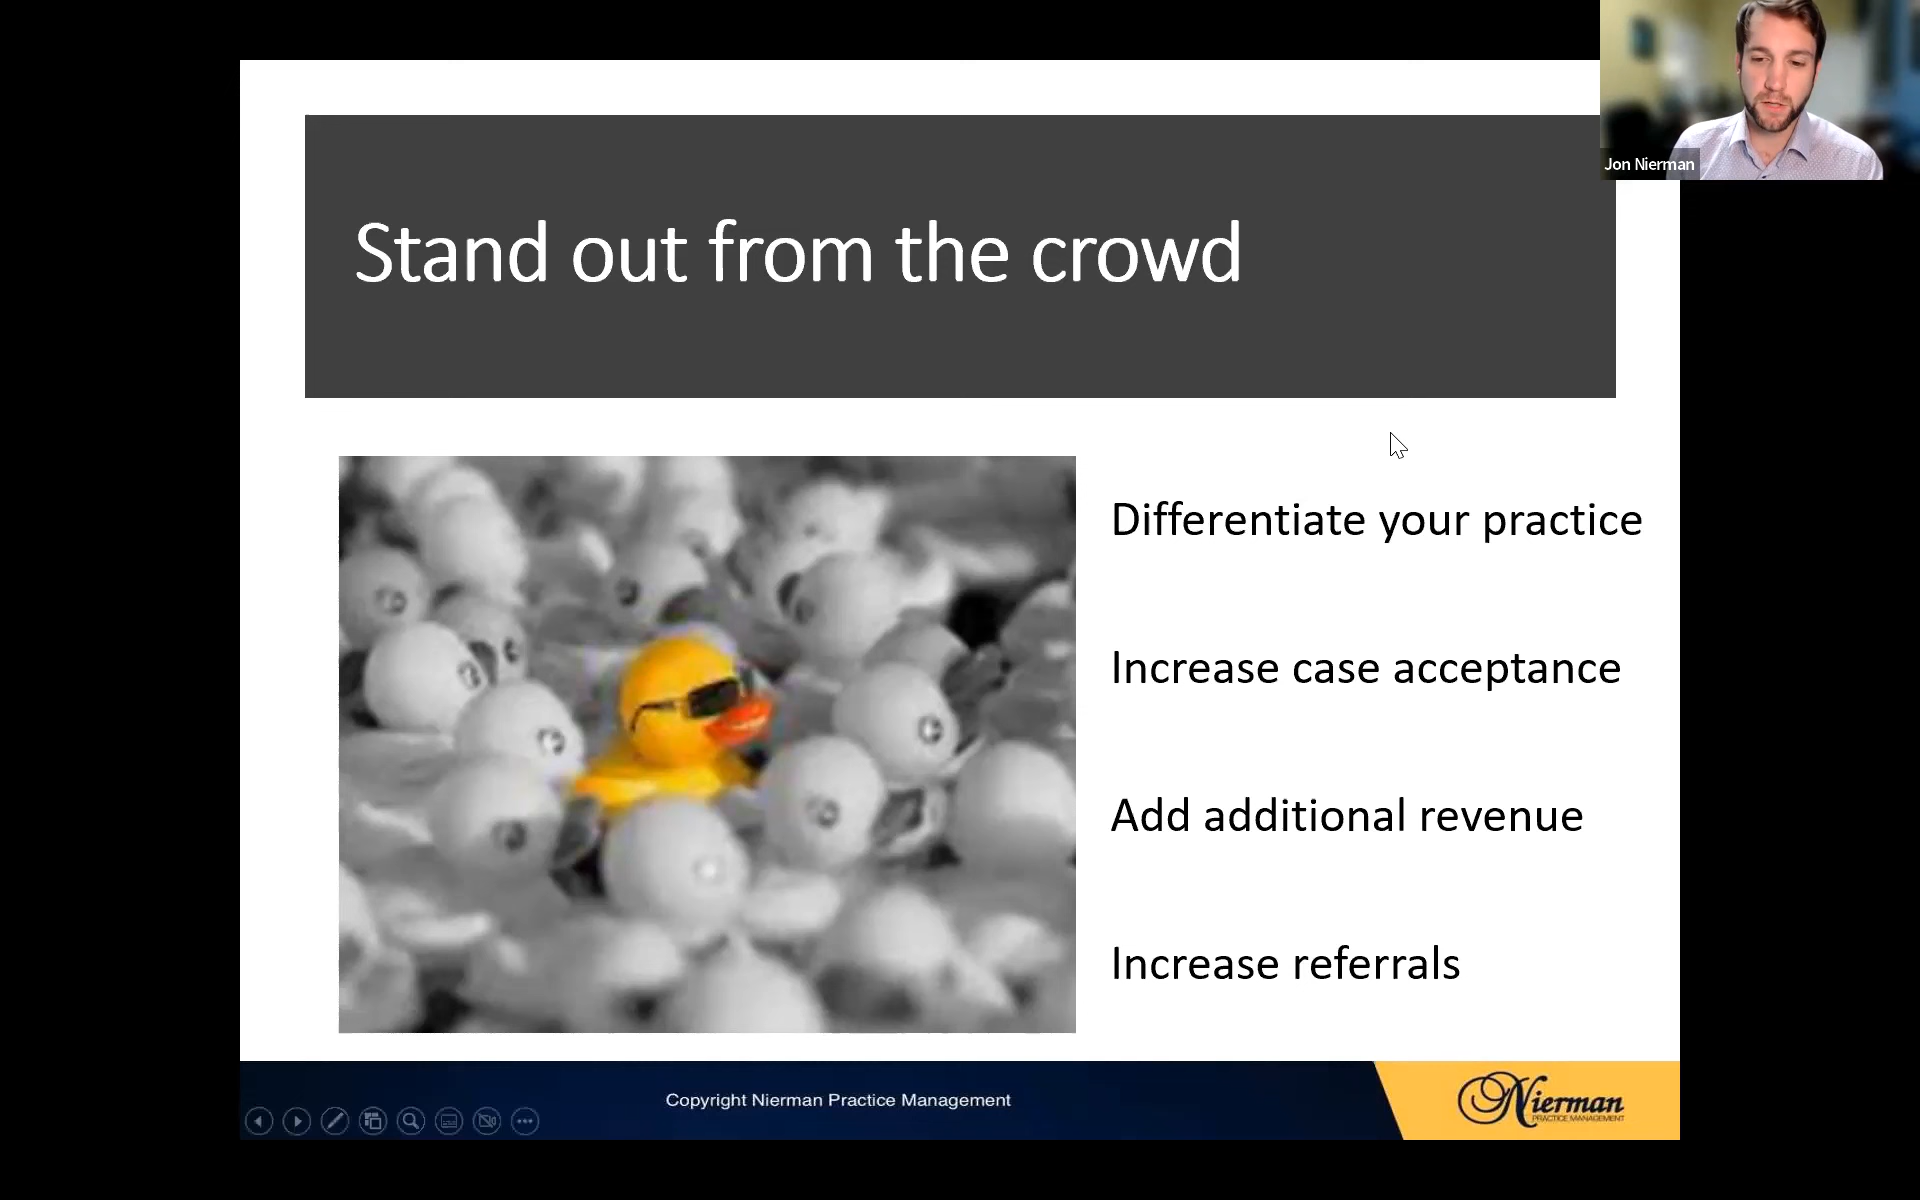 Jon Nierman
Stand out from the crowd
Differentiate your practice
Increase case acceptance
Add additional revenue
Increase referrals
Copyright Nierman Practice Management
Nierman
PRACTICE MANAGEMENT